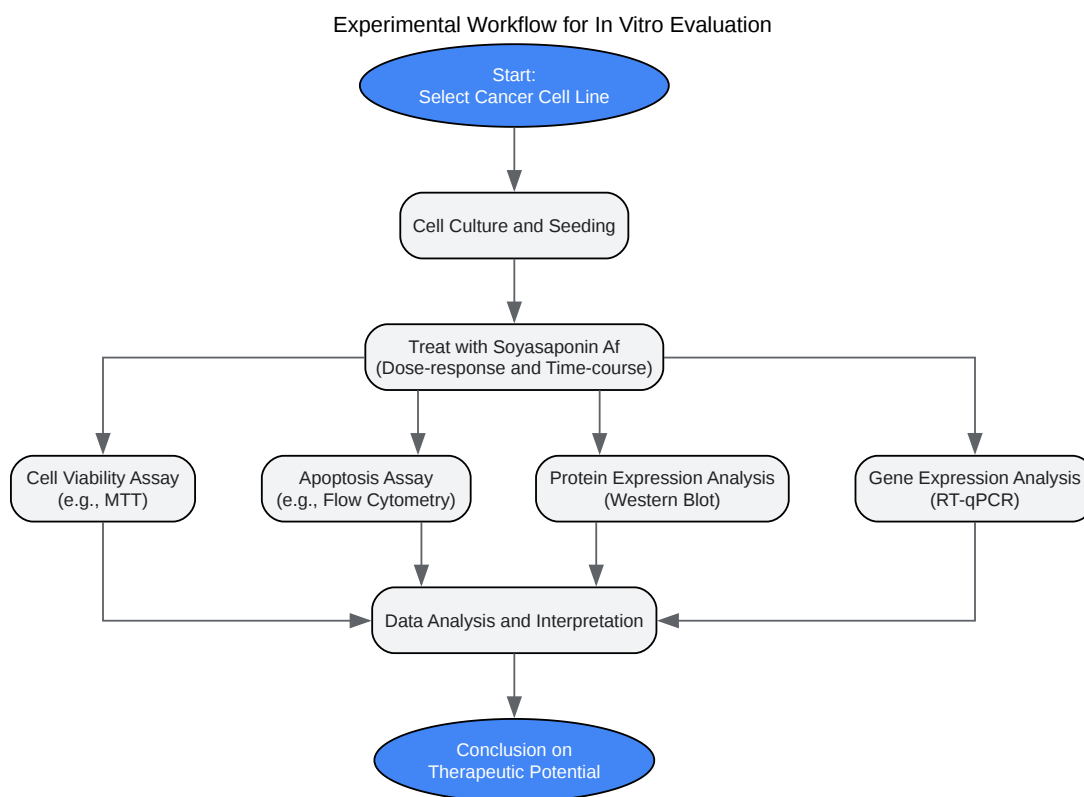 Experimental Workflow for In Vitro Evaluation
Start:
Select Cancer Cell Line
Cell Culture and Seeding
Treat with Soyasaponin Af
(Dose-response and Time-course)
Cell Viability Assay
(e.g., MTT)
Apoptosis Assay
(e.g., Flow Cytometry)
Protein Expression Analysis
(Western Blot)
Gene Expression Analysis
(RT-qPCR)
Data Analysis and Interpretation
Conclusion on
Therapeutic Potential